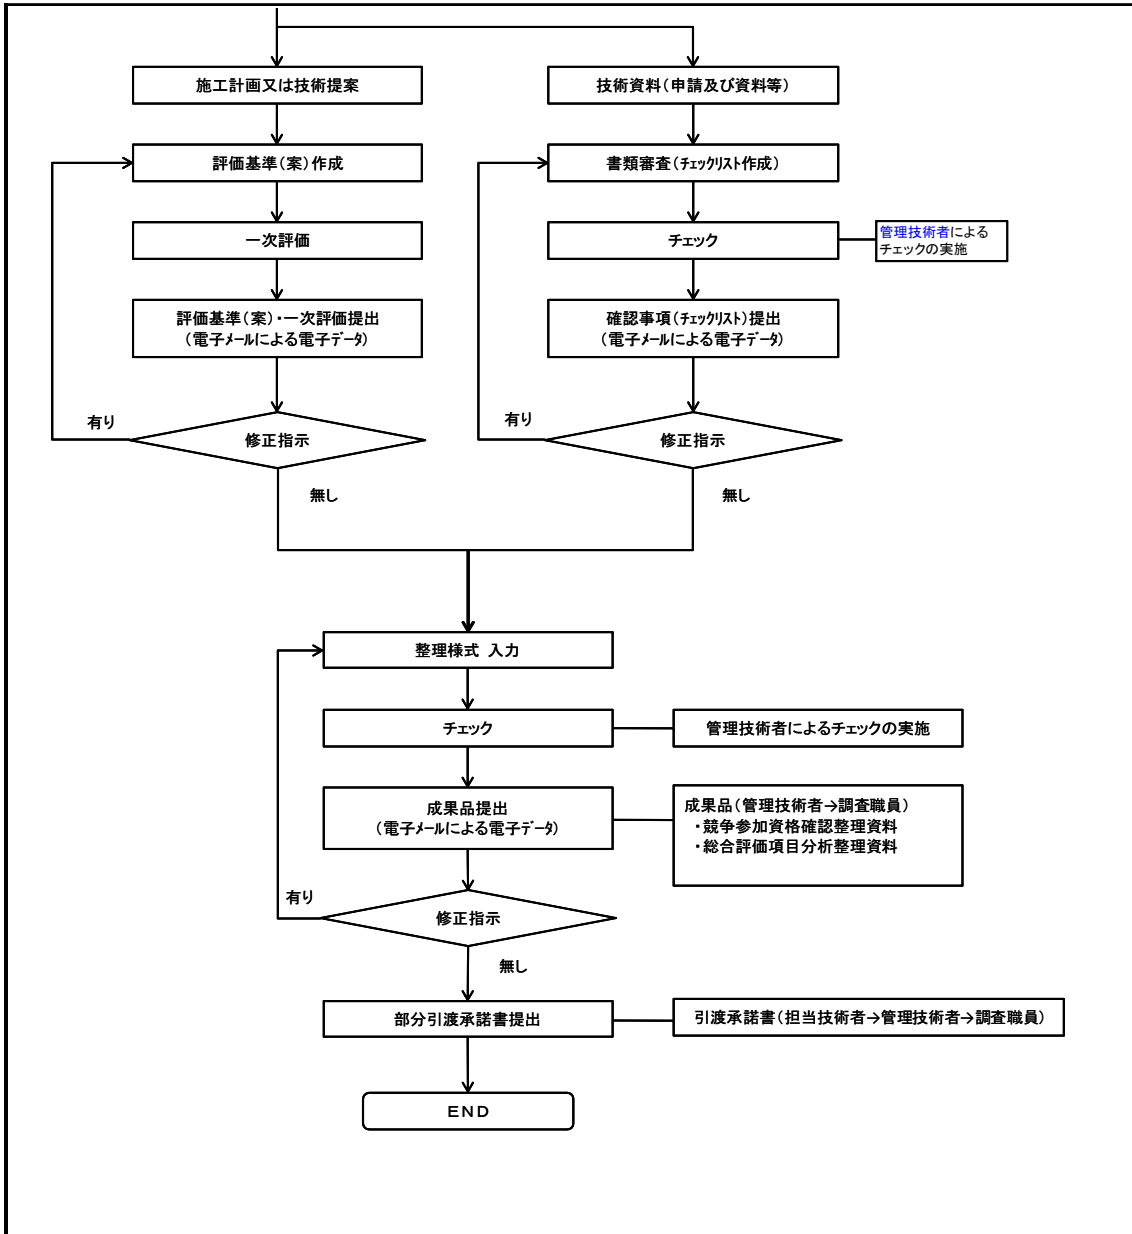 施工計画又は技術提案
評価基準(案)作成
一次評価
評価基準(案)・一次評価提出
(電子メールによる電子データ)
有り
修正指示
無し
技術資料(申請及び資料等)
書類審査(チェックリスト作成)
チェック
管理技術者による
チェックの実施
確認事項(チェックリスト)提出
(電子メールによる電子データ)
有り
修正指示
無し
整理様式 入力
チェック
管理技術者によるチェックの実施
成果品提出
(電子メールによる電子データ)
成果品(管理技術者→調査職員)
・競争参加資格確認整理資料
・総合評価項目分析整理資料
有り
修正指示
無し
部分引渡承諾書提出
引渡承諾書(担当技術者→管理技術者→調査職員)
END